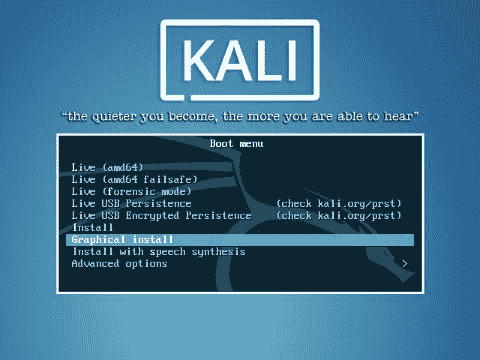 KALI
“the quieter you become, the more you are able to hear”
Boot menu
Live (amd64)
Live (amd64 failsafe)
Live (forensic mode)
Live USB Persistence (check kali.org/prst)
Live USB Encrypted Persistence (check kali.org/prst)
Install
Graphical install
Install with speech synthesis
Advanced options >